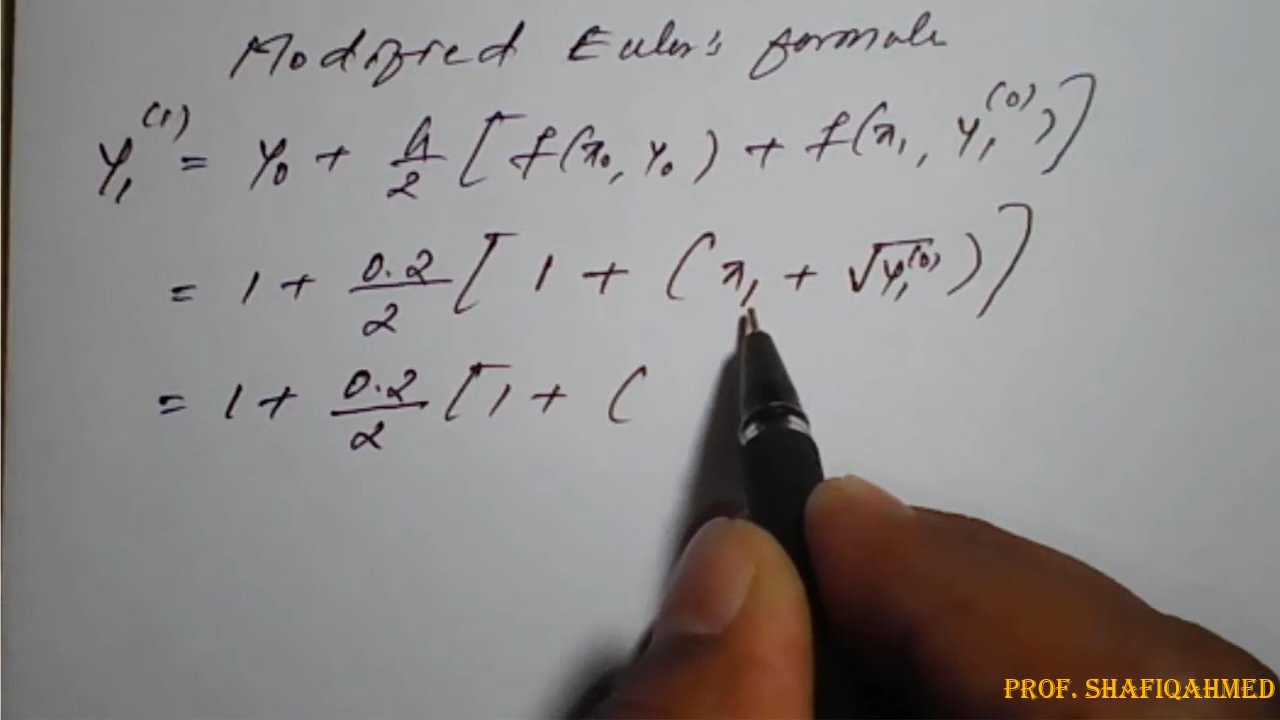 Modified Euler's formula
y₁⁽¹⁾ = y₀ + h/2 [f(x₀, y₀) + f(x₁, y₁⁽⁰⁾)]
= 1 + 0.2/2 [1 + (x₁ + √y₁⁽⁰⁾)]
= 1 + 0.2/2 [1 + (
PROF. SHAFIQAHMED